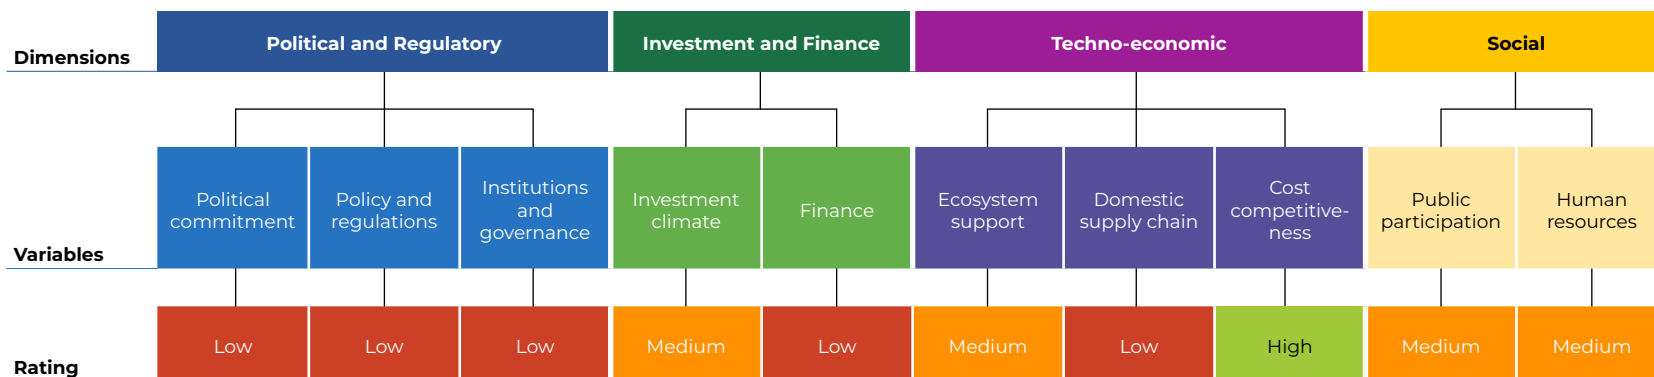 Dimensions
Political and Regulatory
Investment and Finance
Techno-economic
Social
Variables
Political
commitment
Policy and
regulations
Institutions
and
governance
Investment
climate
Finance
Ecosystem
support
Domestic
supply chain
Cost
competitive-
ness
Public
participation
Human
resources
Rating
Low
Low
Low
Medium
Low
Medium
Low
High
Medium
Medium